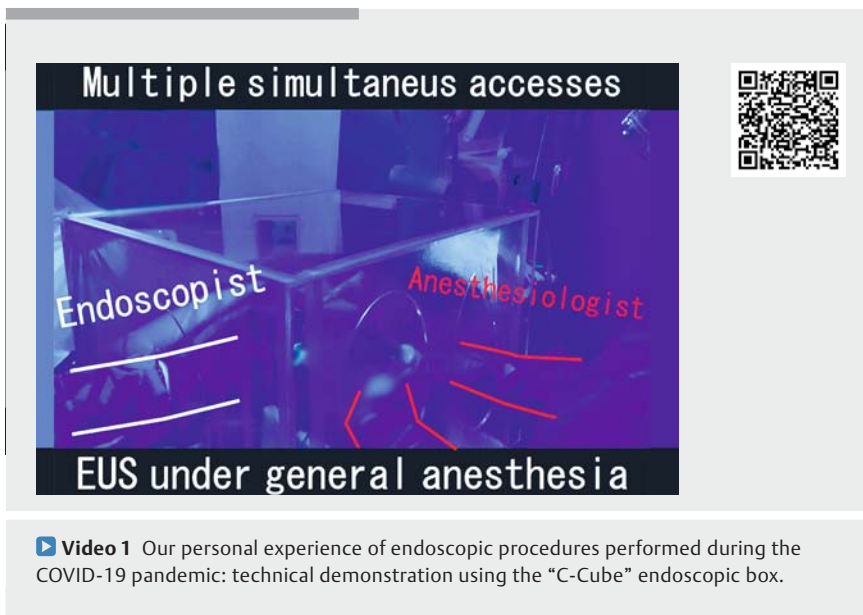 Multiple simultaneus accesses
Endoscopist
Anesthesiologist
EUS under general anesthesia
Video 1 Our personal experience of endoscopic procedures performed during the
COVID-19 pandemic: technical demonstration using the “C-Cube” endoscopic box.